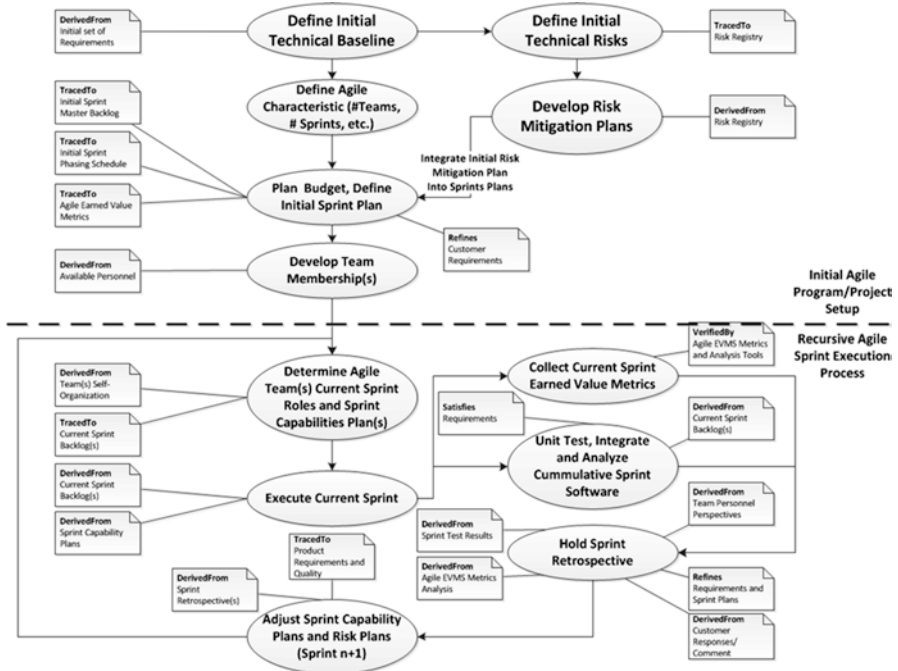 DerivedFrom
Initial set of
Requirements
Define Initial
Technical Baseline
Define Initial
Technical Risks
TracedTo
Risk Registry
TracedTo
Initial Sprint
Master Backlog
Define Agile
Characteristic (#Teams,
# Sprints, etc.)
Develop Risk
Mitigation Plans
DerivedFrom
Risk Registry
TracedTo
Initial Sprint
Phasing Schedule
Integrate Initial Risk
Mitigation Plan
Into Sprints Plans
TracedTo
Agile Earned Value
Metrics
Plan Budget, Define
Initial Sprint Plan
Refines
Customer
Requirements
DerivedFrom
Available Personnel
Develop Team
Membership(s)
Initial Agile
Program/Project
Setup
Recursive Agile
Sprint Execution
Process
VerifiedBy
Agile EVMS Metrics
and Analysis Tools
DerivedFrom
Team(s) Self-
Organization
Determine Agile
Team(s) Current Sprint
Roles and Sprint
Capabilities Plan(s)
Collect Current Sprint
Earned Value Metrics
TracedTo
Current Sprint
Backlog(s)
Satisfies
Requirements
DerivedFrom
Current Sprint
Backlog(s)
Unit Test, Integrate
and Analyze
Cummulative Sprint
Software
DerivedFrom
Current Sprint
Backlog(s)
Execute Current Sprint
DerivedFrom
Sprint Capability
Plans
DerivedFrom
Team Personnel
Perspectives
DerivedFrom
Sprint Test Results
Hold Sprint
Retrospective
TracedTo
Product
Requirements and
Quality
DerivedFrom
Agile EVMS Metrics
Analysis
DerivedFrom
Sprint
Retrospective(s)
Refines
Requirements and
Sprint Plans
Adjust Sprint Capability
Plans and Risk Plans
(Sprint n+1)
DerivedFrom
Customer
Responses/
Comment